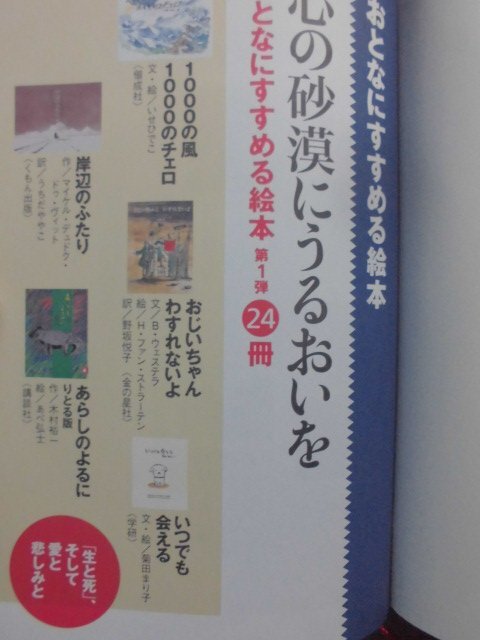 おとなにすすめる絵本
心の砂漠にうるおいを
となにすすめる絵本 第1弾 24冊
1000の風
1000のチェロ
文・絵/いせひでこ
(偕成社)
おじいちゃん
わすれないよ
文/B・ウェステラ
絵/H・ファン・ストラーテン
訳/野坂悦子 (金の星社)
いつでも
会える
文・絵/菊田まり子
(学研)
岸辺のふたり
作/マイケル・デュドク・
ドゥ・ヴィット
訳/うちだややこ
(くもん出版)
あらしのよるに
りとる版
作/木村裕一
絵/あべ弘士
(講談社)
「生と死」、
そして
愛と
悲しみと